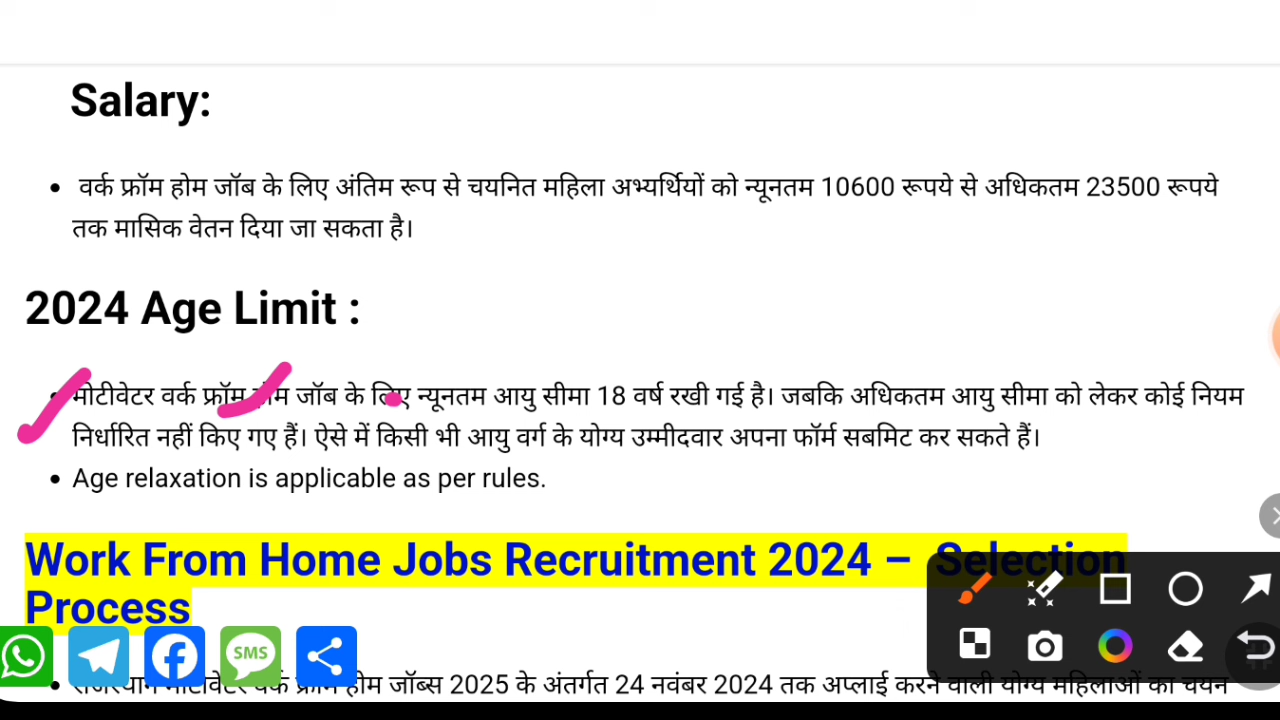 Salary:
वर्क फ्रॉम होम जॉब के लिए अंतिम रूप से चयनित महिला अभ्यर्थियों को न्यूनतम 10600 रूपये से अधिकतम 23500 रूपये
तक मासिक वेतन दिया जा सकता है।
2024 Age Limit :
मोटीवेटर वर्क फ्रॉम होम जॉब के लिए न्यूनतम आयु सीमा 18 वर्ष रखी गई है। जबकि अधिकतम आयु सीमा को लेकर कोई नियम
निर्धारित नहीं किए गए हैं। ऐसे में किसी भी आयु वर्ग के योग्य उम्मीदवार अपना फॉर्म सबमिट कर सकते हैं।
Age relaxation is applicable as per rules.
Work From Home Jobs Recruitment 2024 – Selection
Process
SMS
मोटीवेटर वर्क फ्रॉम होम जॉब्स 2025 के अंतर्गत 24 नवंबर 2024 तक अप्लाई करने वाली योग्य महिलाओं का चयन